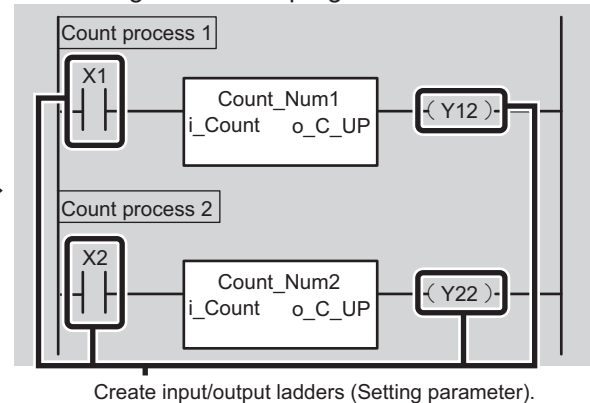 Count process 1
X1
Count_Num1
i_Count o_C_UP
( Y12 )
Count process 2
X2
Count_Num2
i_Count o_C_UP
( Y22 )
Create input/output ladders (Setting parameter).